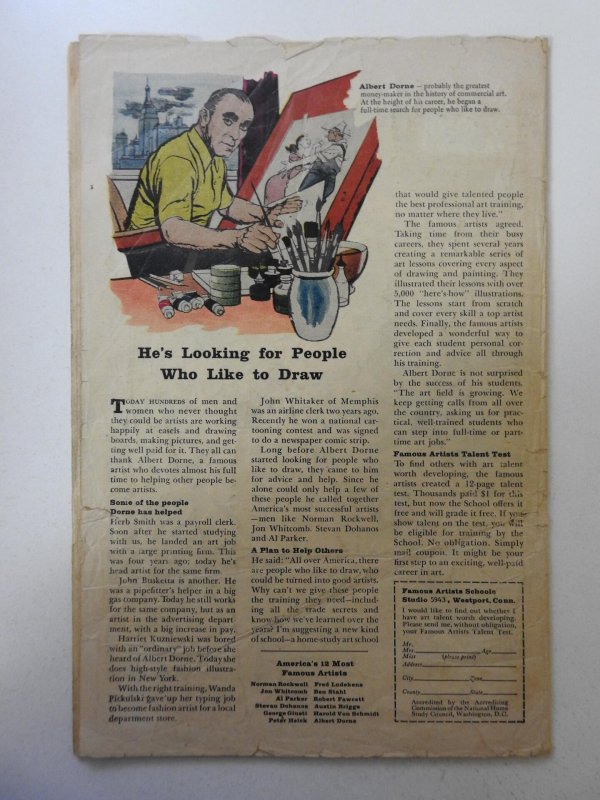 Albert Dorne – probably the greatest
money-maker in the history of commercial art.
At the height of his career, he began a
full-time search for people who like to draw.
He's Looking for People
Who Like to Draw
TODAY HUNDREDS of men and
women who never thought
they could be artists are working
happily at easels and drawing
boards, making pictures, and get-
ting well paid for it. They all can
thank Albert Dorne, a famous
artist who devotes almost his full
time to helping other people be-
come artists.
Some of the people
Dorne has helped
Herb Smith was a payroll clerk.
Soon after he started studying
with us, he landed an art job
with a large printing firm. This
was four years ago; today he's
head artist for the same firm.
John Busketta is another. He
was a pipefitter's helper in a big
gas company. Today he still works
for the same company, but as an
artist in the advertising depart-
ment, with a big increase in pay.
Harriet Kuzniewski was bored
with an "ordinary" job before she
heard of Albert Dorne. Today she
does high-style fashion illustra-
tion in New York.
With the right training, Wanda
Pickulski gave up her typing job
to become fashion artist for a local
department store.
John Whitaker of Memphis
was an airline clerk two years ago.
Recently he won a national car-
tooning contest and was signed
to do a newspaper comic strip.
Long before Albert Dorne
started looking for people who
like to draw, they came to him
for advice and help. Since he
alone could only help a few of
these people he called together
America's most successful artists
—men like Norman Rockwell,
Jon Whitcomb, Stevan Dohanos
and Al Parker.
A Plan to Help Others
He said: "All over America, there
are people who like to draw, who
could be turned into good artists.
Why can't we give these people
the training they need—includ-
ing all the trade secrets and
know how we've learned over the
years? I'm suggesting a new kind
of school—a home-study art school
America's 12 Most
Famous Artists
Norman Rockwell Fred Ludekens
Jon Whitcomb Ben Stahl
Al Parker Robert Fawcett
Stevan Dohanos Austin Briggs
George Giusti Harold Von Schmidt
Peter Helck Albert Dorne
that would give talented people
the best professional art training,
no matter where they live."
The famous artists agreed.
Taking time from their busy
careers, they spent several years
creating a remarkable series of
art lessons covering every aspect
of drawing and painting. They
illustrated their lessons with over
5,000 "here's-how" illustrations.
The lessons start from scratch
and cover every skill a top artist
needs. Finally, the famous artists
developed a wonderful way to
give each student personal cor-
rection and advice all through
his training.
Albert Dorne is not surprised
by the success of his students.
"The art field is growing. We
keep getting calls from all over
the country, asking us for prac-
tical, well-trained students who
can step into full-time or part-
time art jobs."
Famous Artists Talent Test
To find others with art talent
worth developing, the famous
artists created a 12-page talent
test. Thousands paid $1 for this
test, but now the School offers it
free and will grade it free. If you
show talent on the test, you will
be eligible for training by the
School. No obligation. Simply
mail coupon. It might be your
first step to an exciting, well-paid
career in art.
Famous Artists Schools
Studio 5943, Westport, Conn.
I would like to find out whether I
have art talent worth developing.
Please send me, without obligation,
your Famous Artists Talent Test.
Mr.
Mrs. Age
Miss (please print)
Address
City Zone
County State
Accredited by the Accrediting
Commission of the National Home
Study Council, Washington, D.C.